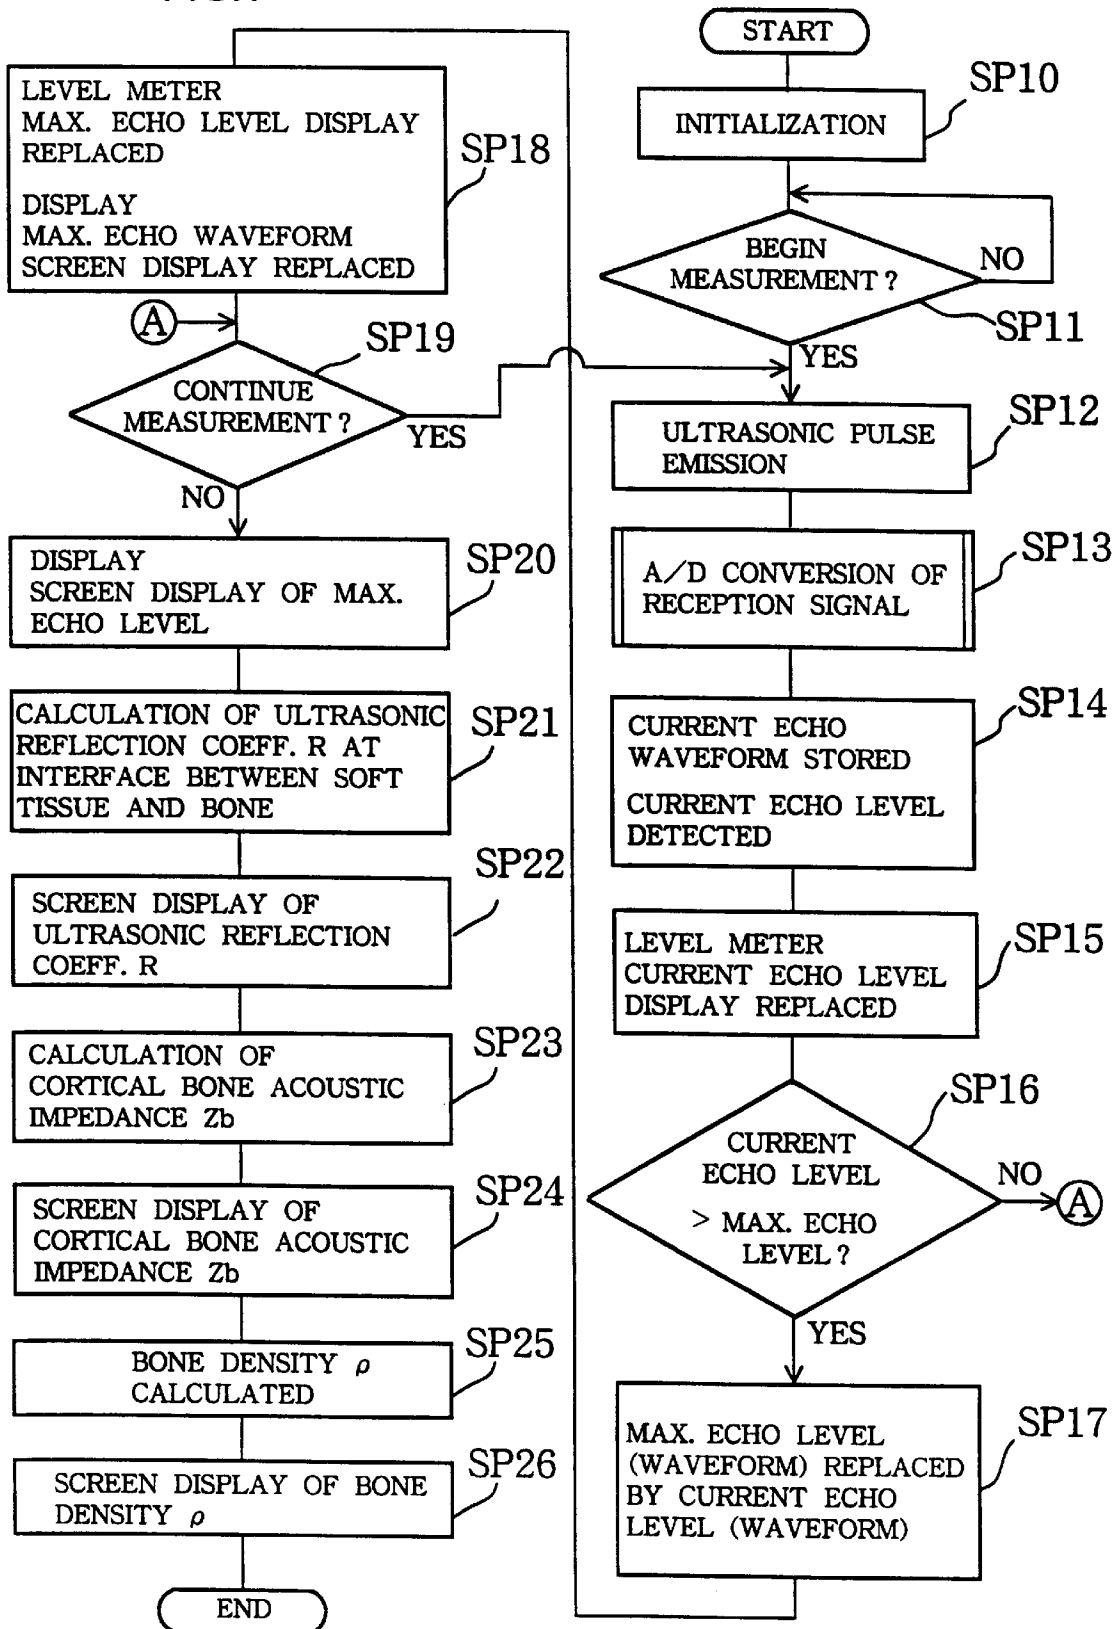 START
INITIALIZATION
SP10
BEGIN
MEASUREMENT ?
NO
SP11
YES
ULTRASONIC PULSE
EMISSION
SP12
A/D CONVERSION OF
RECEPTION SIGNAL
SP13
CURRENT ECHO
WAVEFORM STORED
CURRENT ECHO LEVEL
DETECTED
SP14
LEVEL METER
CURRENT ECHO LEVEL
DISPLAY REPLACED
SP15
CURRENT
ECHO LEVEL
> MAX. ECHO
LEVEL ?
SP16
NO
A
YES
MAX. ECHO LEVEL
(WAVEFORM) REPLACED
BY CURRENT ECHO
LEVEL (WAVEFORM)
SP17
LEVEL METER
MAX. ECHO LEVEL DISPLAY
REPLACED
DISPLAY
MAX. ECHO WAVEFORM
SCREEN DISPLAY REPLACED
SP18
A
CONTINUE
MEASUREMENT ?
SP19
YES
NO
DISPLAY
SCREEN DISPLAY OF MAX.
ECHO LEVEL
SP20
CALCULATION OF ULTRASONIC
REFLECTION COEFF. R AT
INTERFACE BETWEEN SOFT
TISSUE AND BONE
SP21
SCREEN DISPLAY OF
ULTRASONIC REFLECTION
COEFF. R
SP22
CALCULATION OF
CORTICAL BONE ACOUSTIC
IMPEDANCE Zb
SP23
SCREEN DISPLAY OF
CORTICAL BONE ACOUSTIC
IMPEDANCE Zb
SP24
BONE DENSITY ρ
CALCULATED
SP25
SCREEN DISPLAY OF BONE
DENSITY ρ
SP26
END